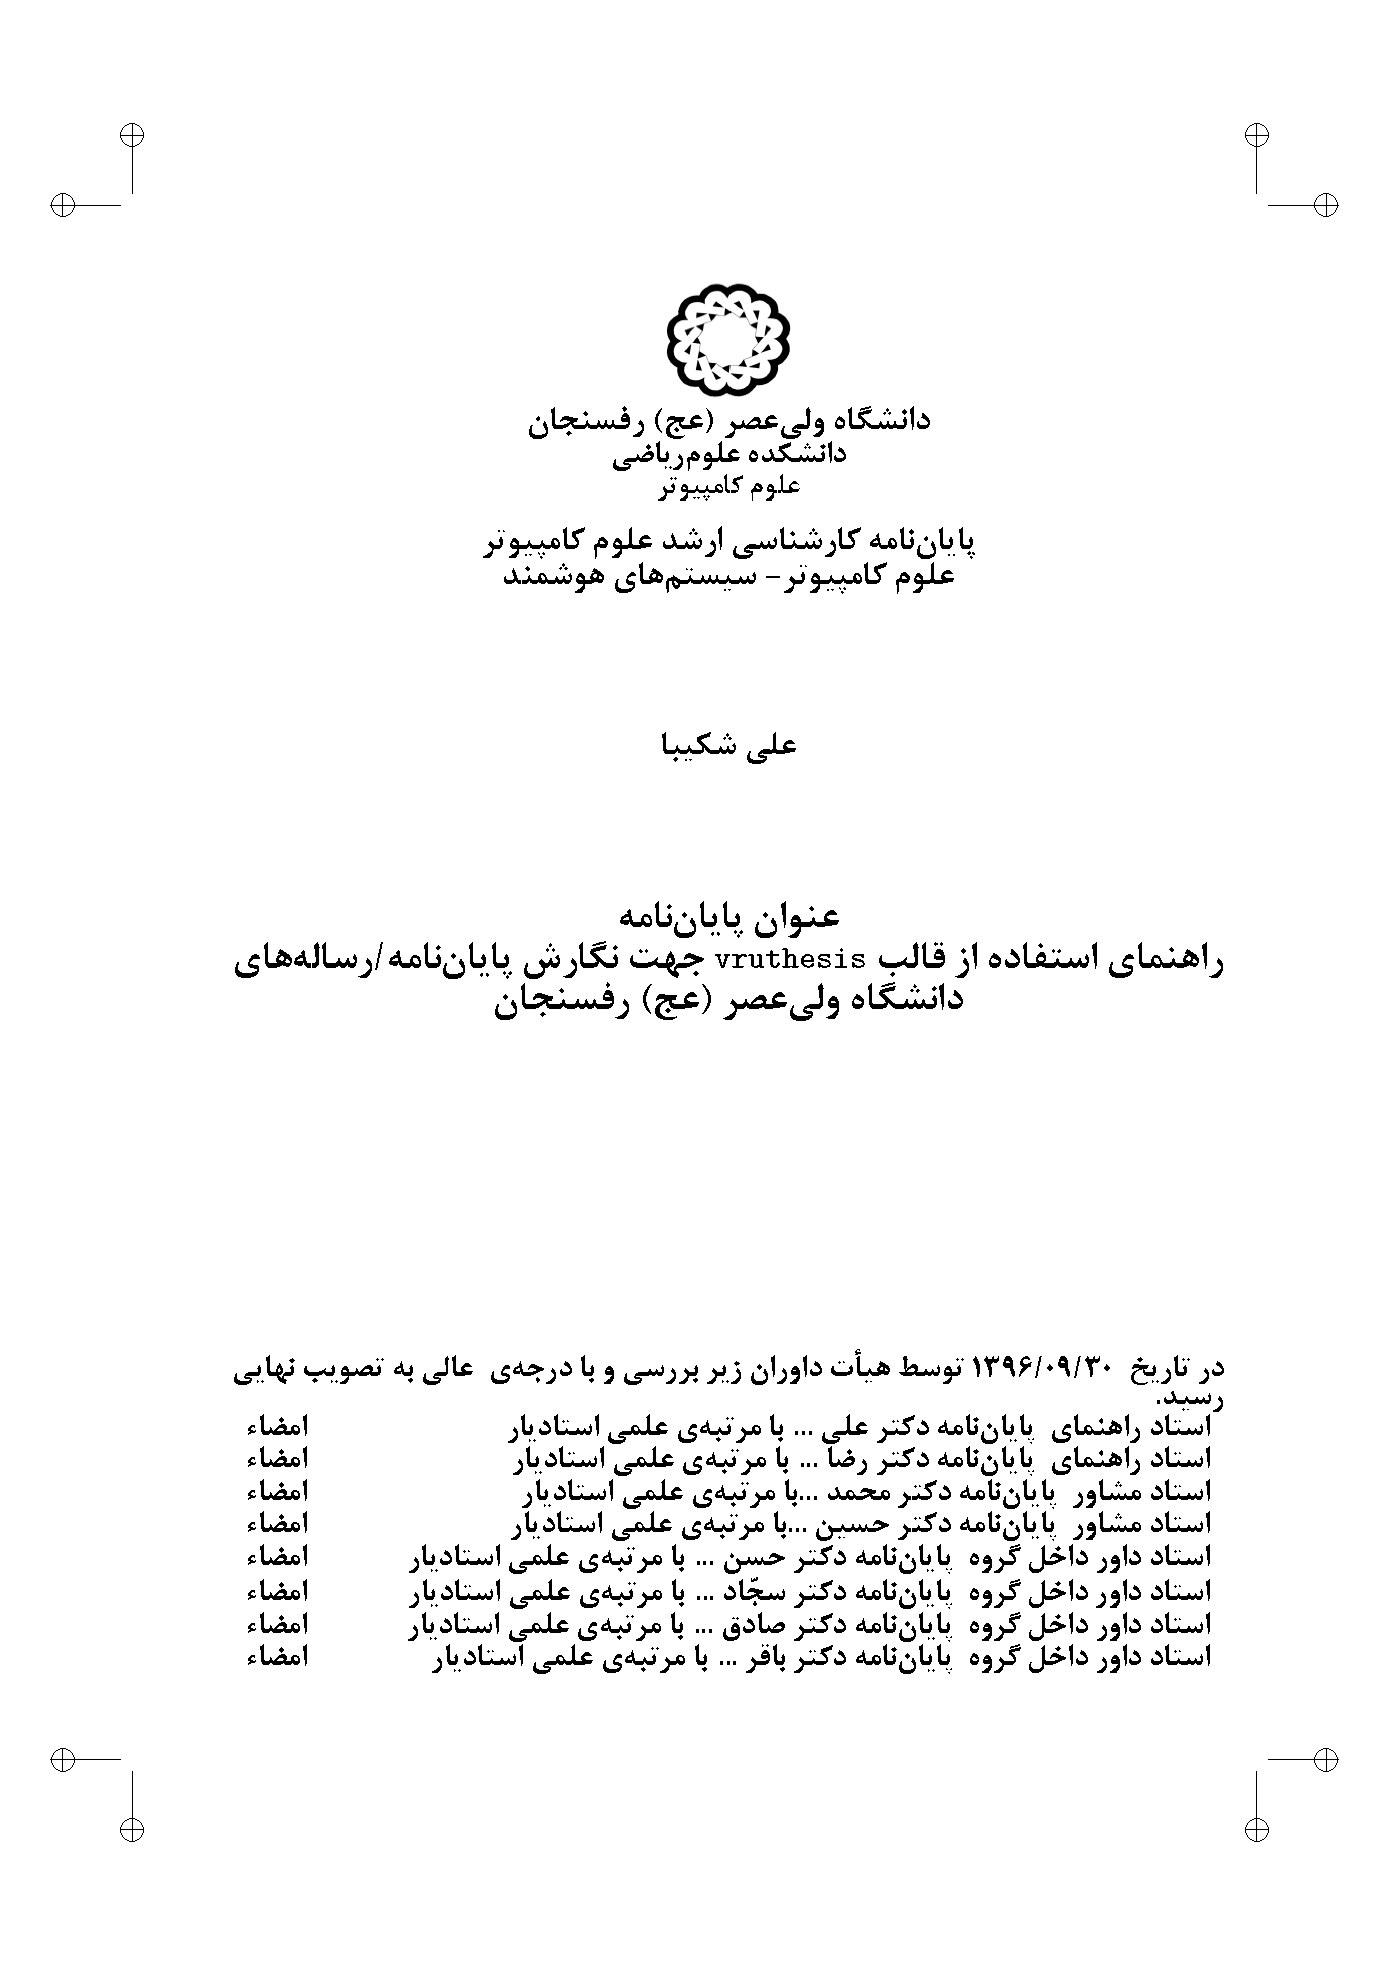 دانشگاه ولی‌عصر (عج) رفسنجان
دانشکده علوم‌ریاضی
علوم کامپیوتر
پایان‌نامه کارشناسی ارشد علوم کامپیوتر
علوم کامپیوتر- سیستم‌های هوشمند
علی شکیبا
عنوان پایان‌نامه
راهنمای استفاده از قالب vruthesis جهت نگارش پایان‌نامه/رساله‌های
دانشگاه ولی‌عصر (عج) رفسنجان
در تاریخ ۱۳۹۶/۰۹/۳۰ توسط هیأت داوران زیر بررسی و با درجه‌ی عالی به تصویب نهایی
رسید.
استاد راهنمای پایان‌نامه دکتر علی ... با مرتبه‌ی علمی استادیار امضاء
استاد راهنمای پایان‌نامه دکتر رضا ... با مرتبه‌ی علمی استادیار امضاء
استاد مشاور پایان‌نامه دکتر محمد ...با مرتبه‌ی علمی استادیار امضاء
استاد مشاور پایان‌نامه دکتر حسین ...با مرتبه‌ی علمی استادیار امضاء
استاد داور داخل گروه پایان‌نامه دکتر حسن ... با مرتبه‌ی علمی استادیار امضاء
استاد داور داخل گروه پایان‌نامه دکتر سجّاد ... با مرتبه‌ی علمی استادیار امضاء
استاد داور داخل گروه پایان‌نامه دکتر صادق ... با مرتبه‌ی علمی استادیار امضاء
استاد داور داخل گروه پایان‌نامه دکتر باقر ... با مرتبه‌ی علمی استادیار امضاء